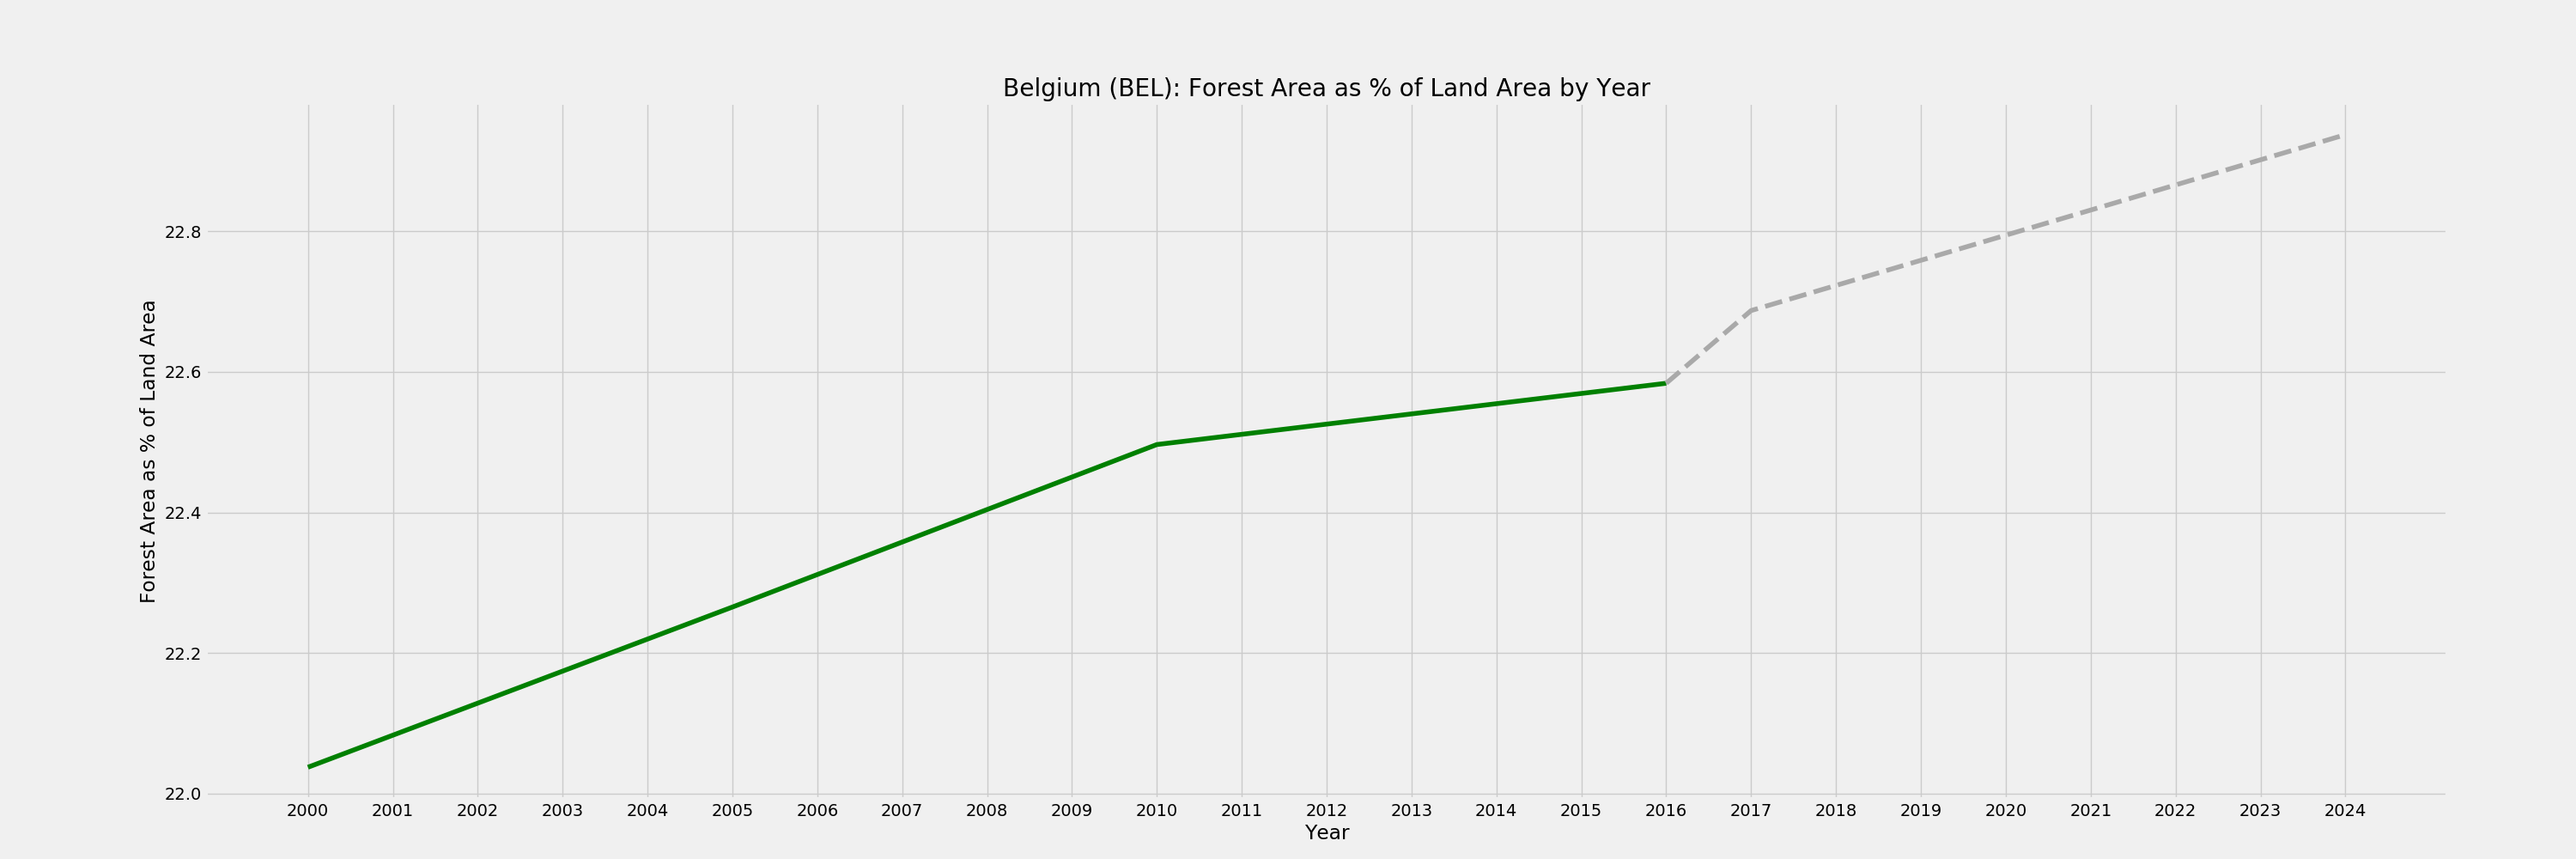 Belgium (BEL): Forest Area as % of Land Area by Year
Forest Area as % of Land Area
22.8
22.6
22.4
22.2
22.0
2000 2001 2002 2003 2004 2005 2006 2007 2008 2009 2010 2011 2012 2013 2014 2015 2016 2017 2018 2019 2020 2021 2022 2023 2024
Year